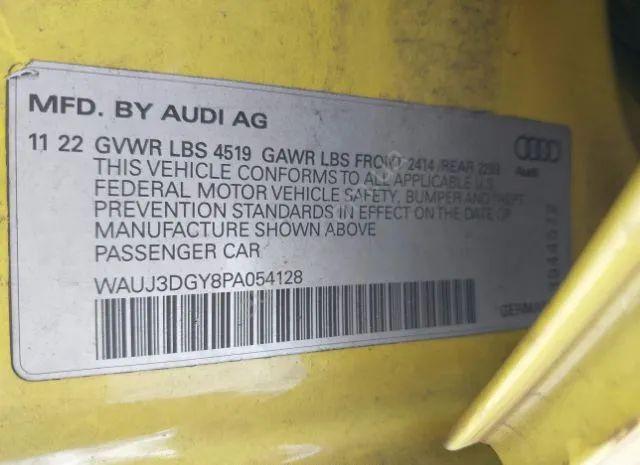 MFD. BY AUDI AG
11 22 GVWR LBS 4519 GAWR LBS FRONT 2414 /REAR 2293
THIS VEHICLE CONFORMS TO ALL APPLICABLE U.S.
FEDERAL MOTOR VEHICLE SAFETY, BUMPER AND THEFT
PREVENTION STANDARDS IN EFFECT ON THE DATE OF
MANUFACTURE SHOWN ABOVE
PASSENGER CAR
WAUJ3DGY8PA054128
Audi